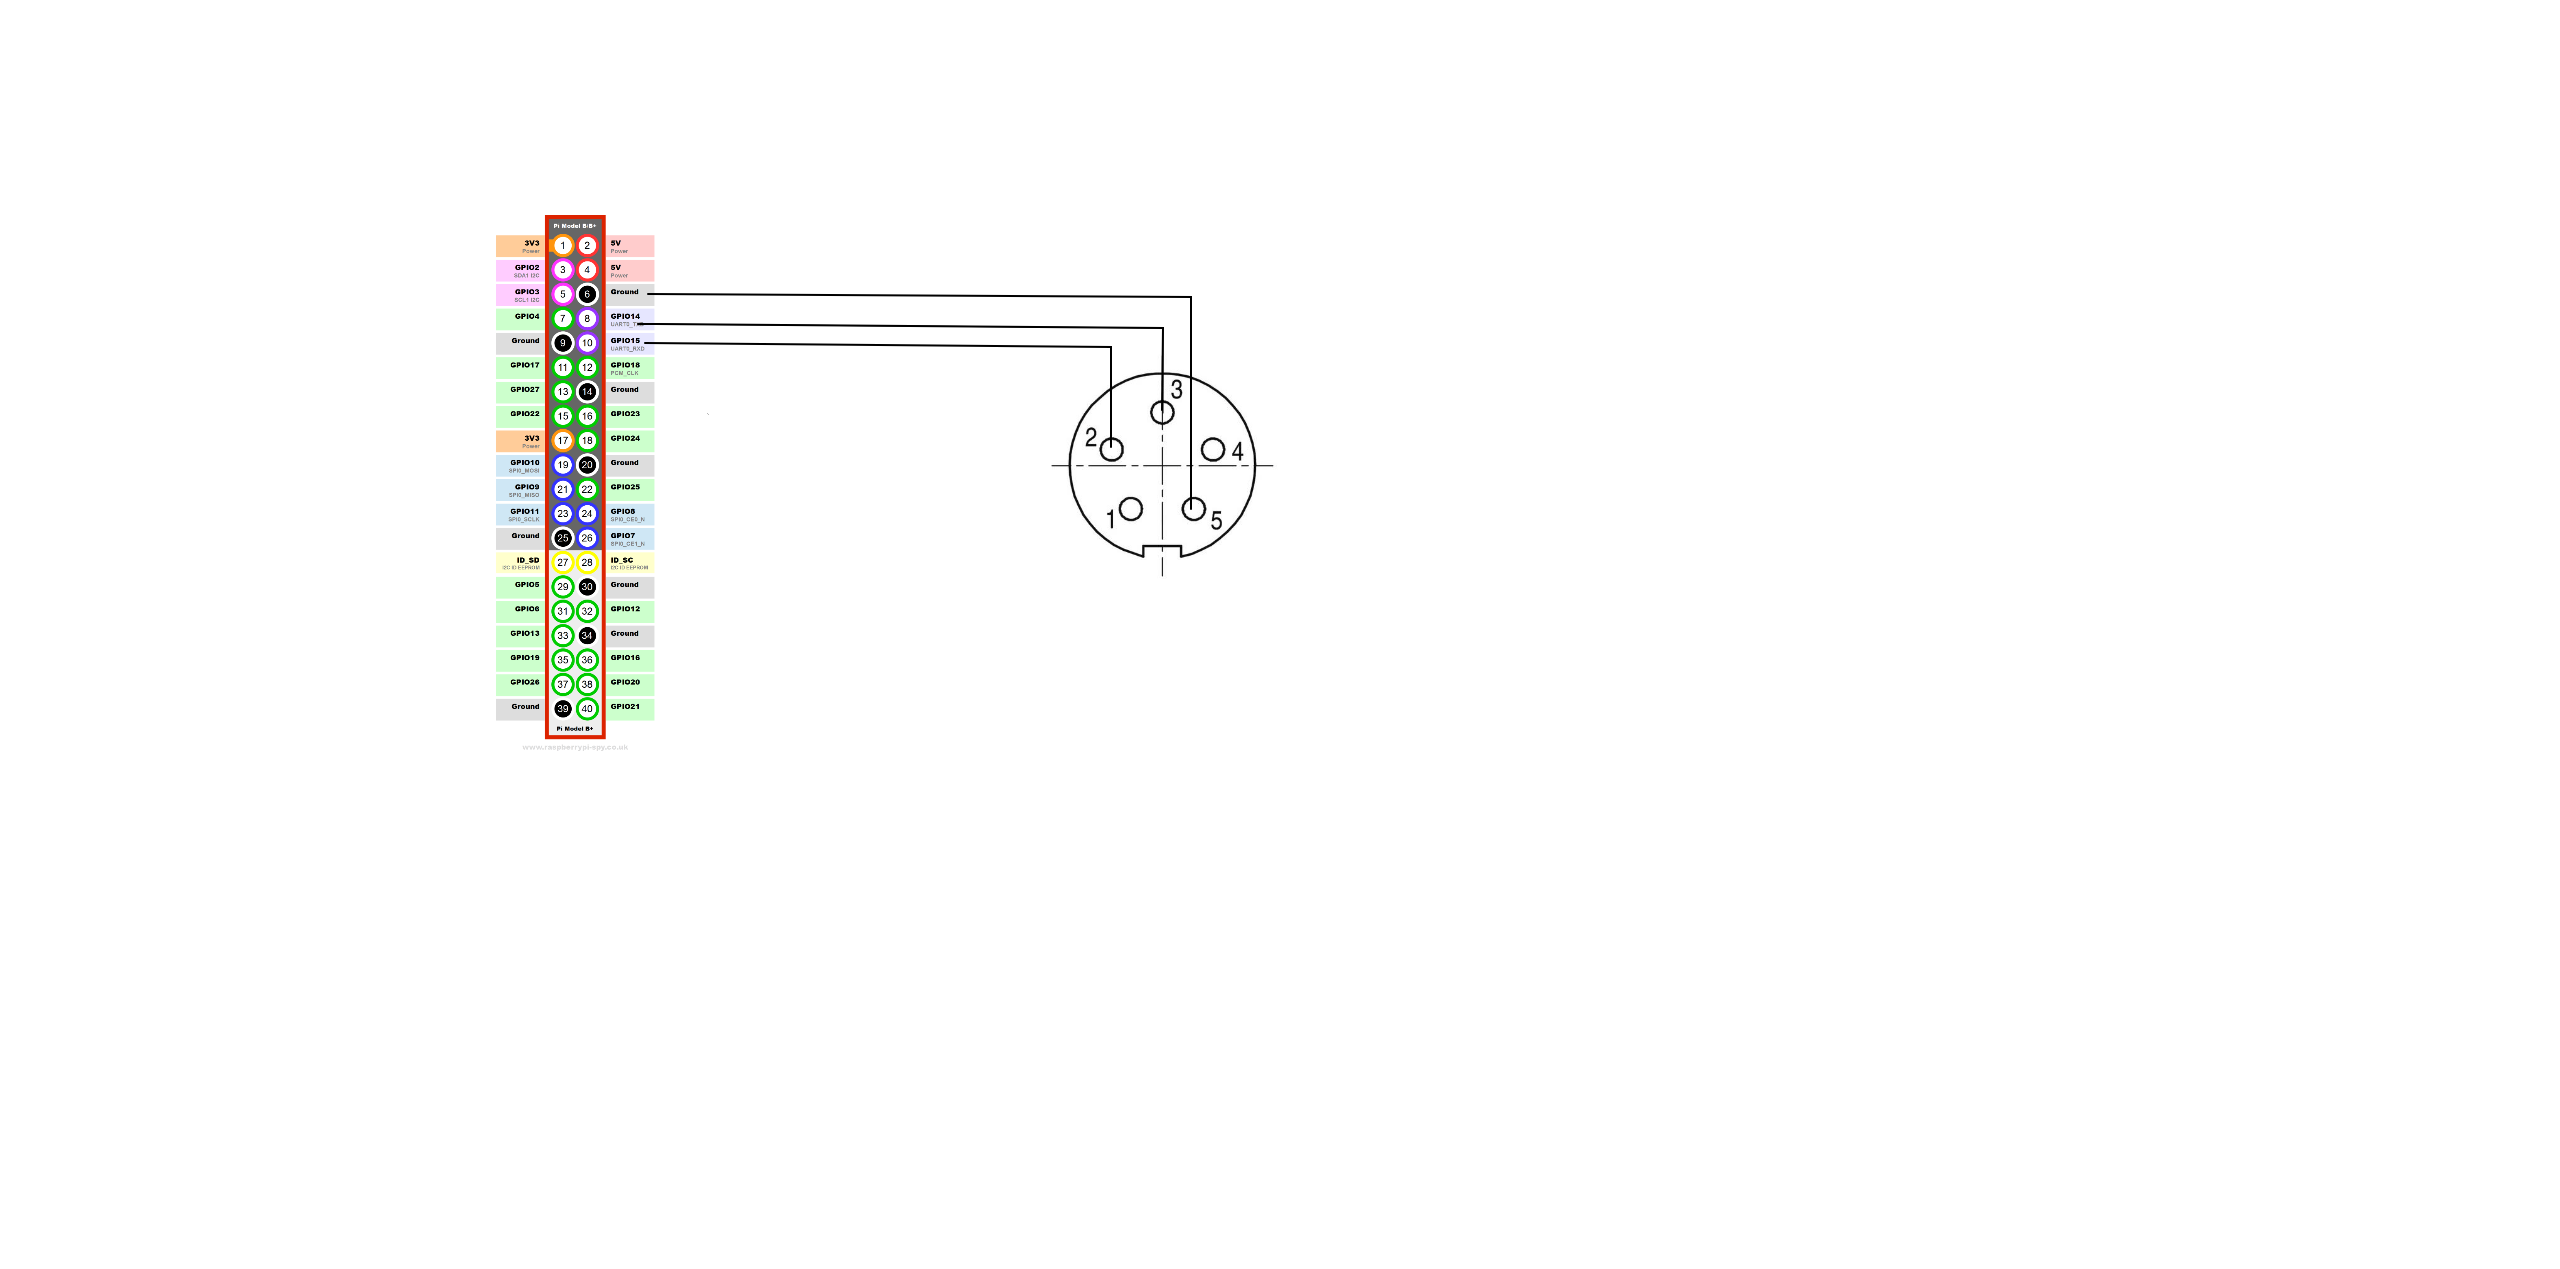 Pi Model B/B+
3V3 1 2 5V
Power Power
GPIO2 3 4 5V
SDA1 I2C Power
GPIO3 5 6 Ground
SCL1 I2C
GPIO4 7 8 GPIO14
UART0_T
Ground 9 10 GPIO15
UART0_RXD
GPIO17 11 12 GPIO18
PCM_CLK
GPIO27 13 14 Ground
GPIO22 15 16 GPIO23
3V3 17 18 GPIO24
Power
GPIO10 19 20 Ground
SPI0_MOSI
GPIO9 21 22 GPIO25
SPI0_MISO
GPIO11 23 24 GPIO8
SPI0_SCLK SPI0_CE0_N
Ground 25 26 GPIO7
SPI0_CE1_N
ID_SD 27 28 ID_SC
I2C ID EEPROM I2C ID EEPROM
GPIO5 29 30 Ground
GPIO6 31 32 GPIO12
GPIO13 33 34 Ground
GPIO19 35 36 GPIO16
GPIO26 37 38 GPIO20
Ground 39 40 GPIO21
Pi Model B+
www.raspberrypi-spy.co.uk
3
2
4
1
5